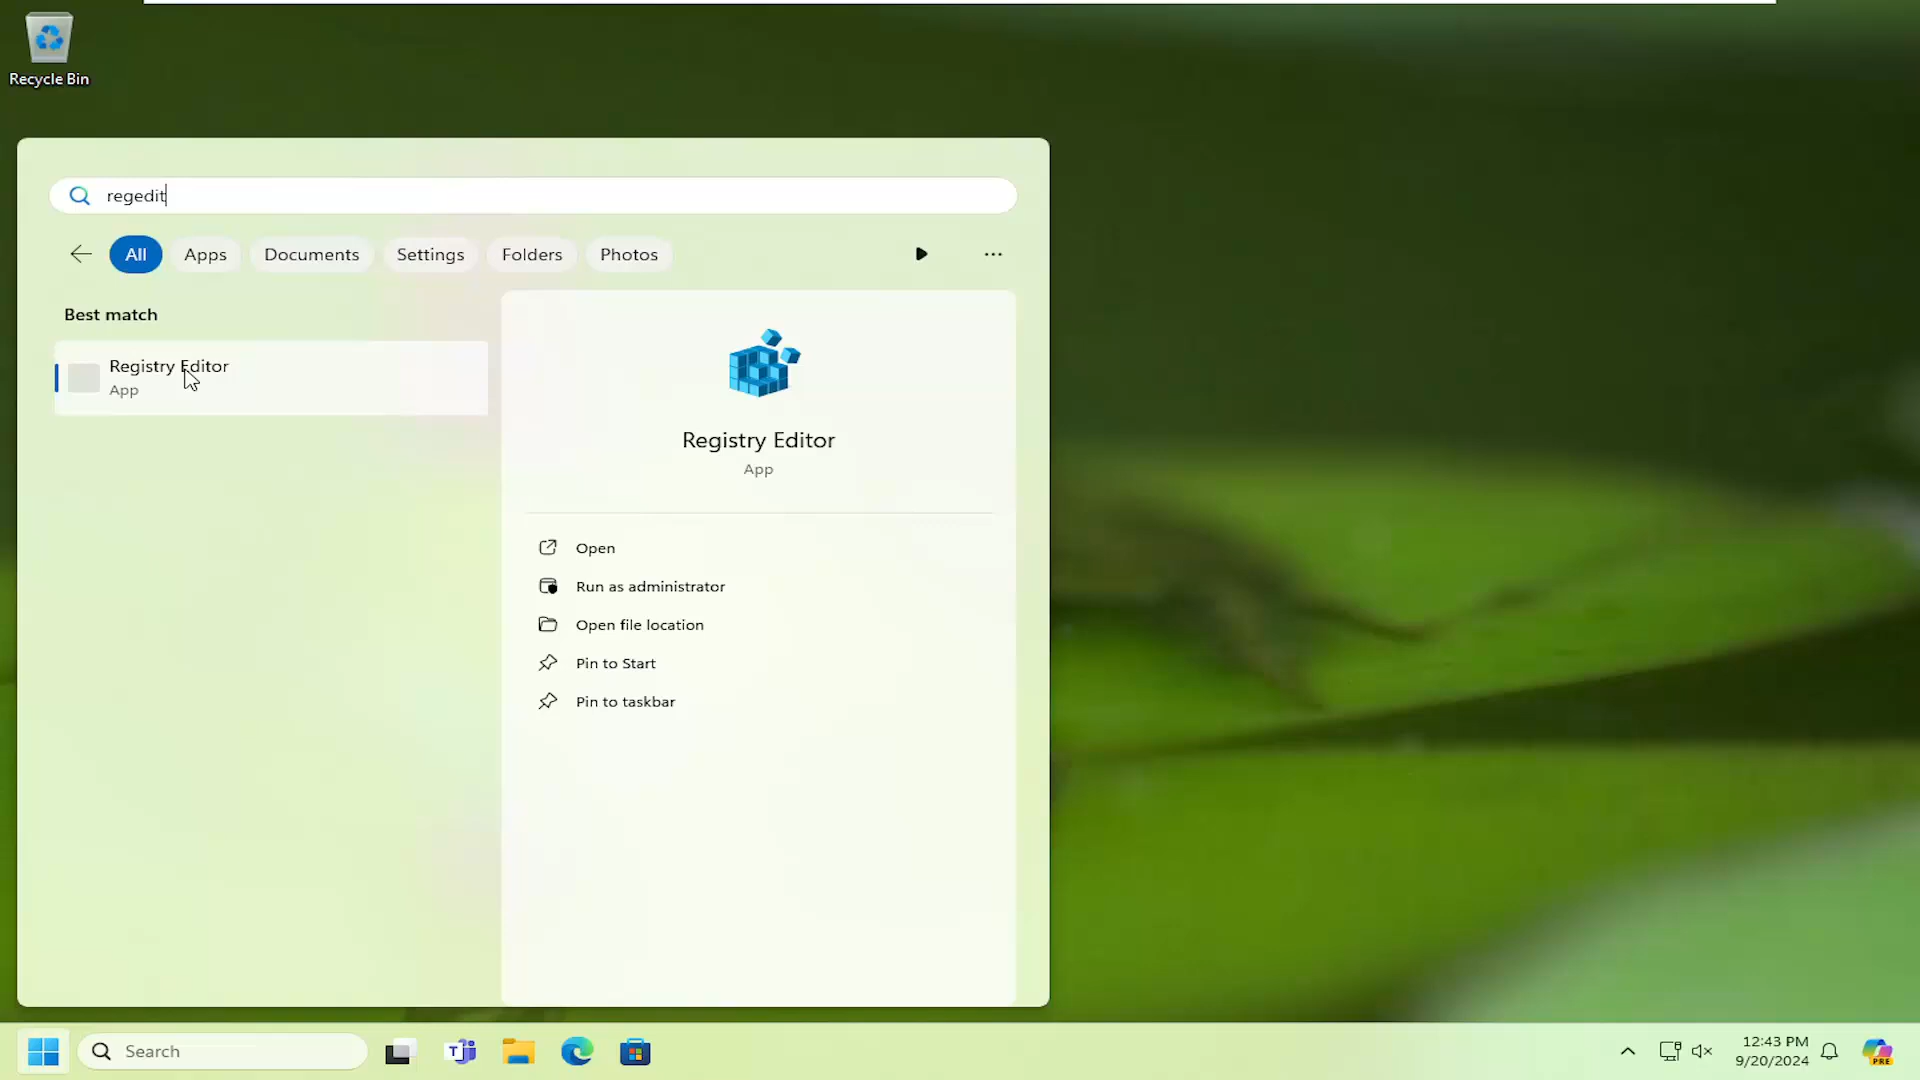 Recycle Bin
regedit
All
Apps
Documents
Settings
Folders
Photos
Best match
Registry Editor
App
Registry Editor
App
Open
Run as administrator
Open file location
Pin to Start
Pin to taskbar
Search
12:43 PM
9/20/2024
PRE